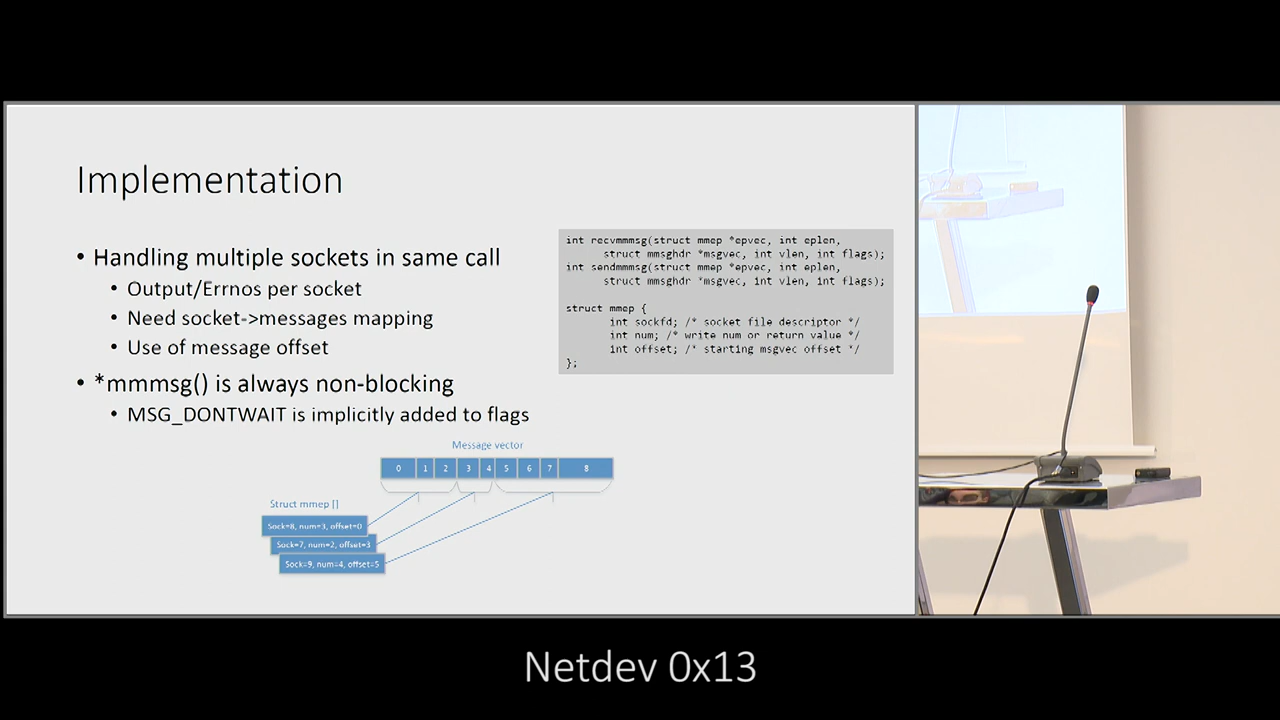 Implementation
• Handling multiple sockets in same call
• Output/Errnos per socket
• Need socket->messages mapping
• Use of message offset
• *mmmsg() is always non-blocking
• MSG_DONTWAIT is implicitly added to flags
int recvmmmsg(struct mmep *epvec, int eplen,
struct mmsghdr *msgvec, int vlen, int flags);
int sendmmmsg(struct mmep *epvec, int eplen,
struct mmsghdr *msgvec, int vlen, int flags);
struct mmep {
int sockfd; /* socket file descriptor */
int num; /* write num or return value */
int offset; /* starting msgvec offset */
};
Message vector
0 1 2 3 4 5 6 7 8
Struct mmep []
Sock=8, num=3, offset=0
Sock=7, num=2, offset=3
Sock=9, num=4, offset=5
Netdev 0x13